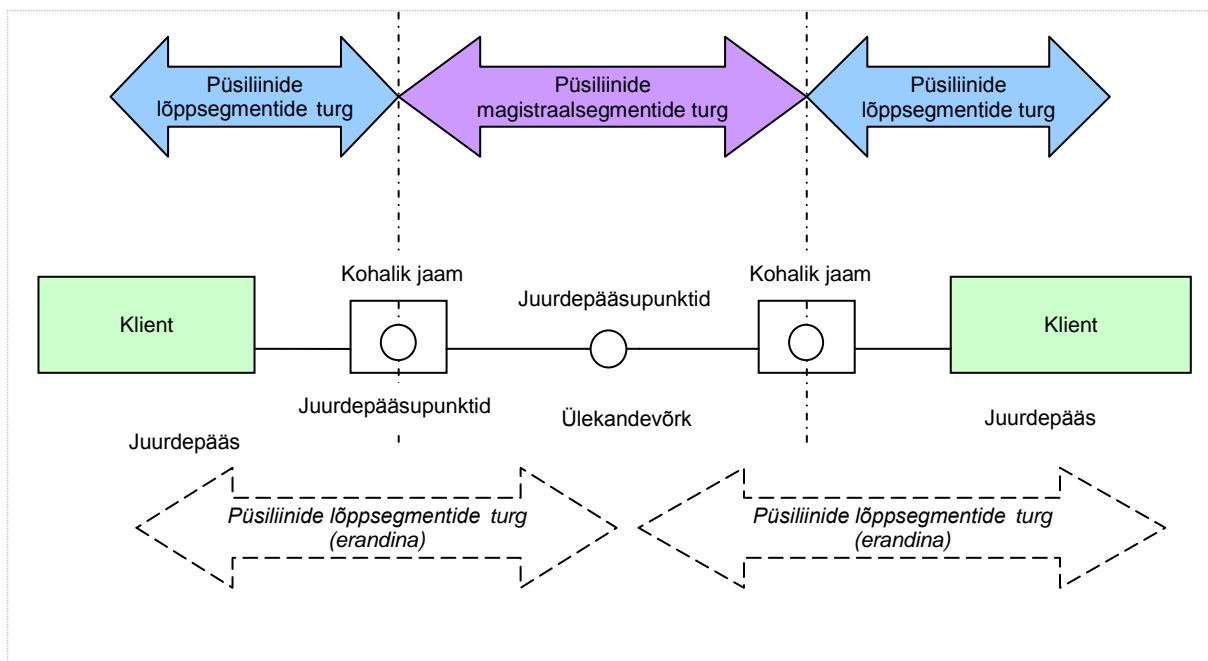 Püsiliinide
lõppsegmentide turg
Püsiliinide
magistraalsegmentide turg
Püsiliinide
lõppsegmentide turg
Kohalik jaam
Kohalik jaam
Juurdepääsupunktid
Klient
Klient
Juurdepääsupunktid
Ülekandevõrk
Juurdepääs
Juurdepääs
Püsiliinide lõppsegmentide turg
(erandina)
Püsiliinide lõppsegmentide turg
(erandina)